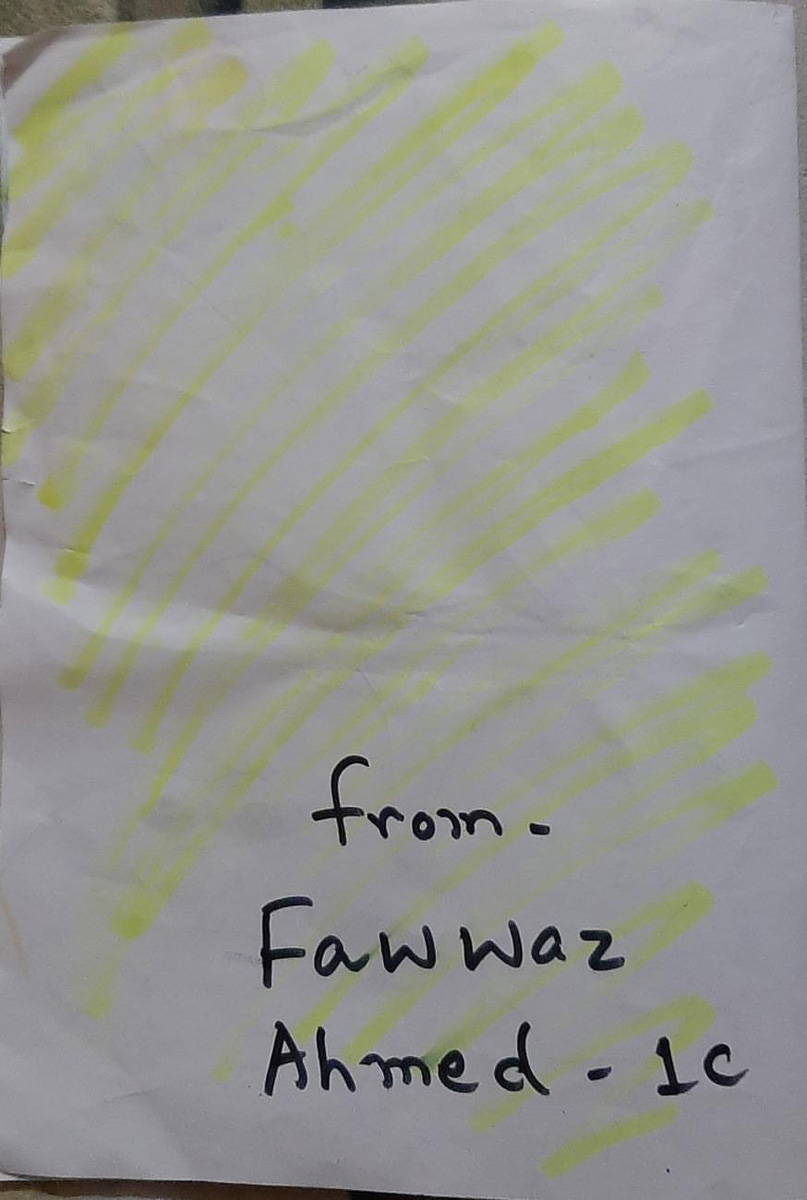 from -
Fawwaz
Ahmed - 1c